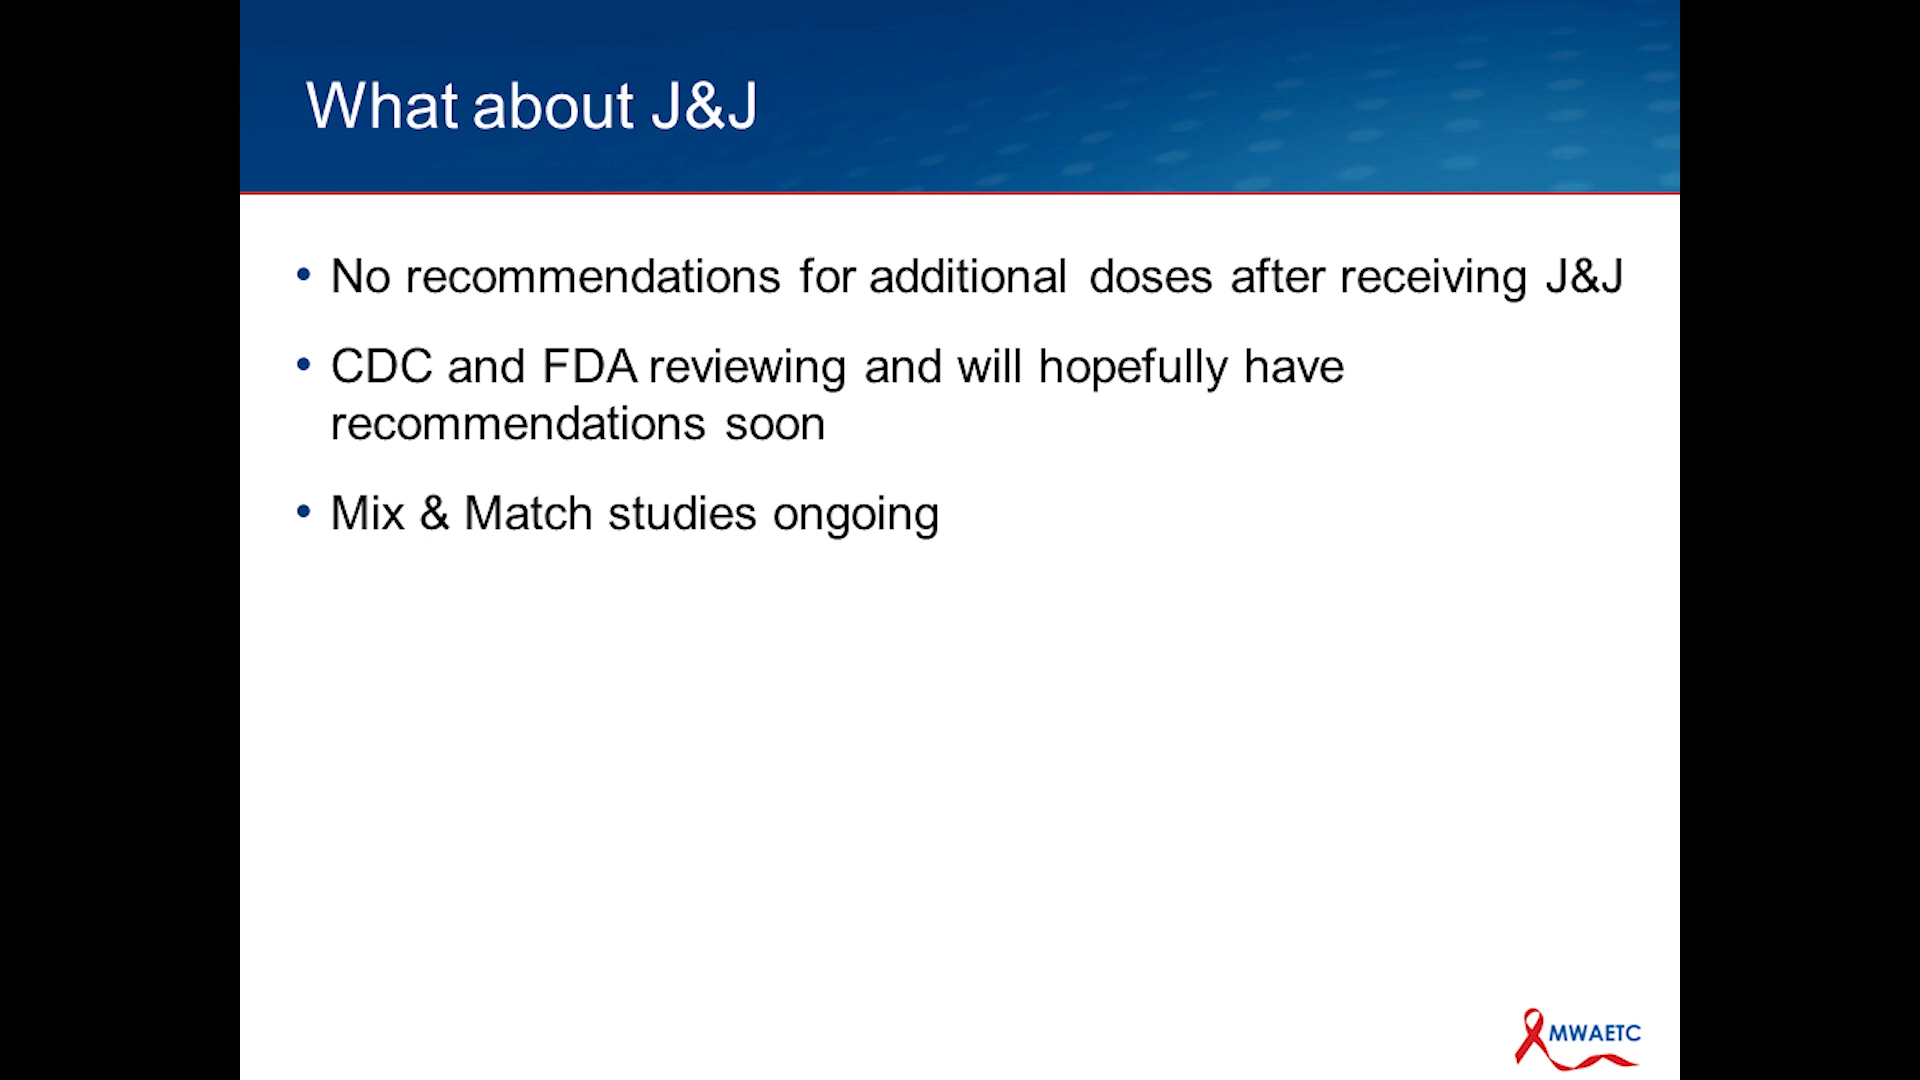 What about J&J
• No recommendations for additional doses after receiving J&J
• CDC and FDA reviewing and will hopefully have
recommendations soon
• Mix & Match studies ongoing
MWAETC